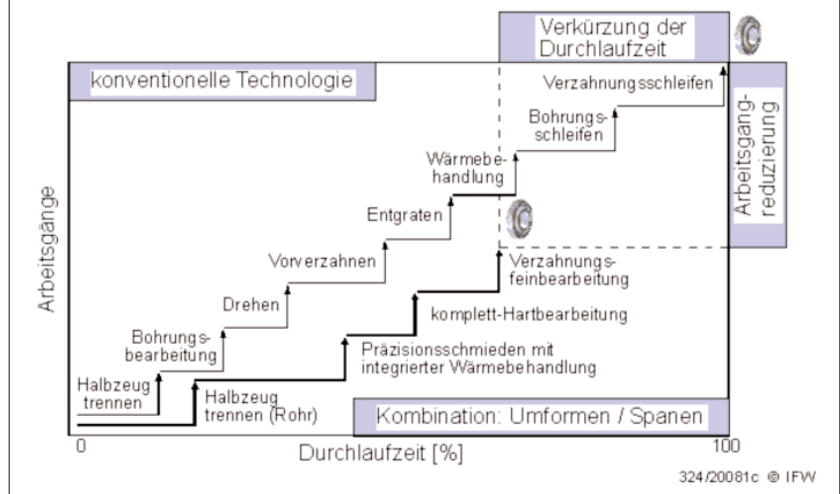 Verkürzung der
Durchlaufzeit
konventionelle Technologie
Verzahnungsschleifen
Bohrungs-
schleifen
Wärmebe-
handlung
Entgraten
Vorverzahnen
Drehen
Bohrungs-
bearbeitung
Halbzeug
trennen
Arbeitsgang-
reduzierung
Arbeitsgänge
Verzahnungs-
feinbearbeitung
komplett-Hartbearbeitung
Präzisionsschmieden mit
integrierter Wärmebehandlung
Halbzeug
trennen (Rohr)
Kombination: Umformen / Spanen
0
Durchlaufzeit [%]
100
324/20081c © IFW